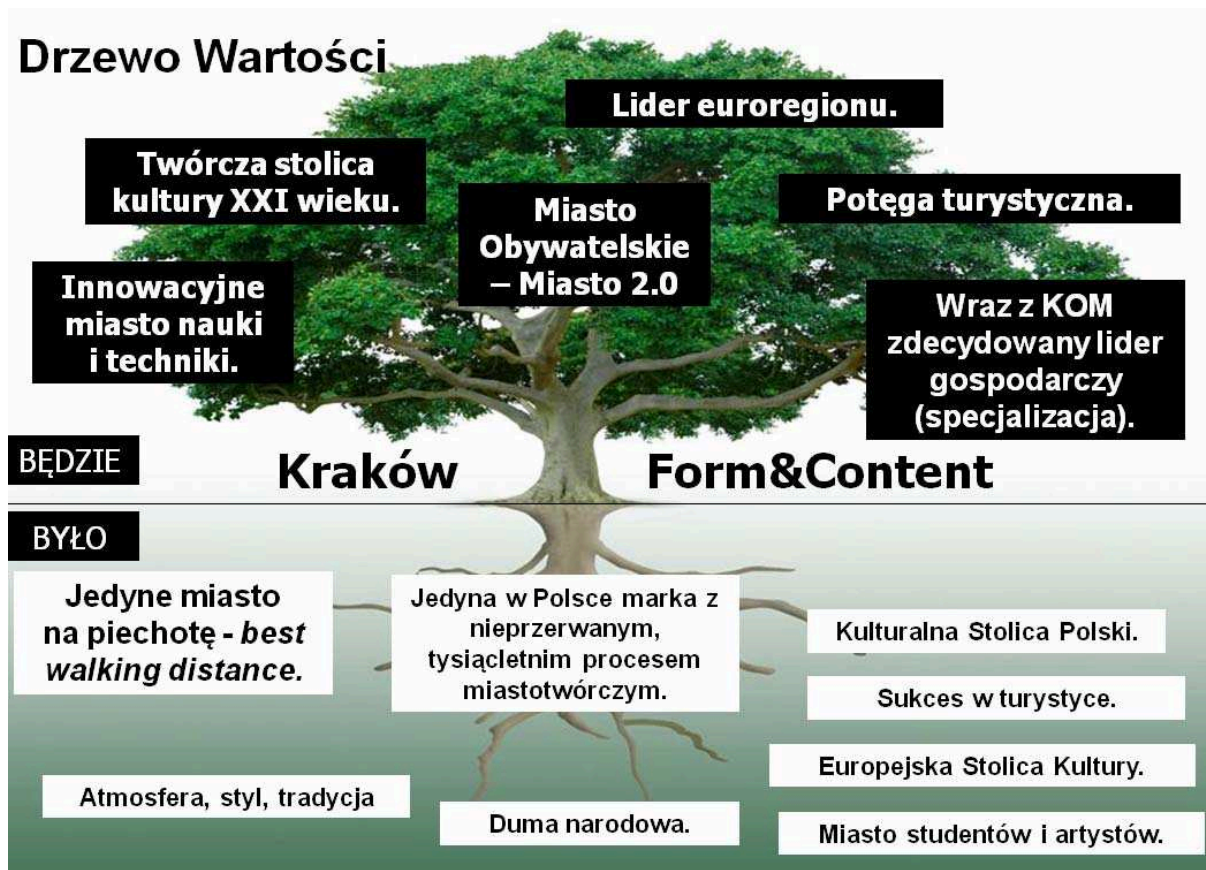 Drzewo Wartości
Lider euroregionu.
Twórcza stolica
kultury XXI wieku.
Miasto
Obywatelskie
– Miasto 2.0
Potęga turystyczna.
Innowacyjne
miasto nauki
i techniki.
Wraz z KOM
zdecydowany lider
gospodarczy
(specjalizacja).
BĘDZIE
Kraków Form&Content
BYŁO
Jedyne miasto
na piechotę - best
walking distance.
Jedyna w Polsce marka z
nieprzerwanym,
tysiącletnim procesem
miastotwórczym.
Kulturalna Stolica Polski.
Sukces w turystyce.
Europejska Stolica Kultury.
Atmosfera, styl, tradycja
Duma narodowa.
Miasto studentów i artystów.